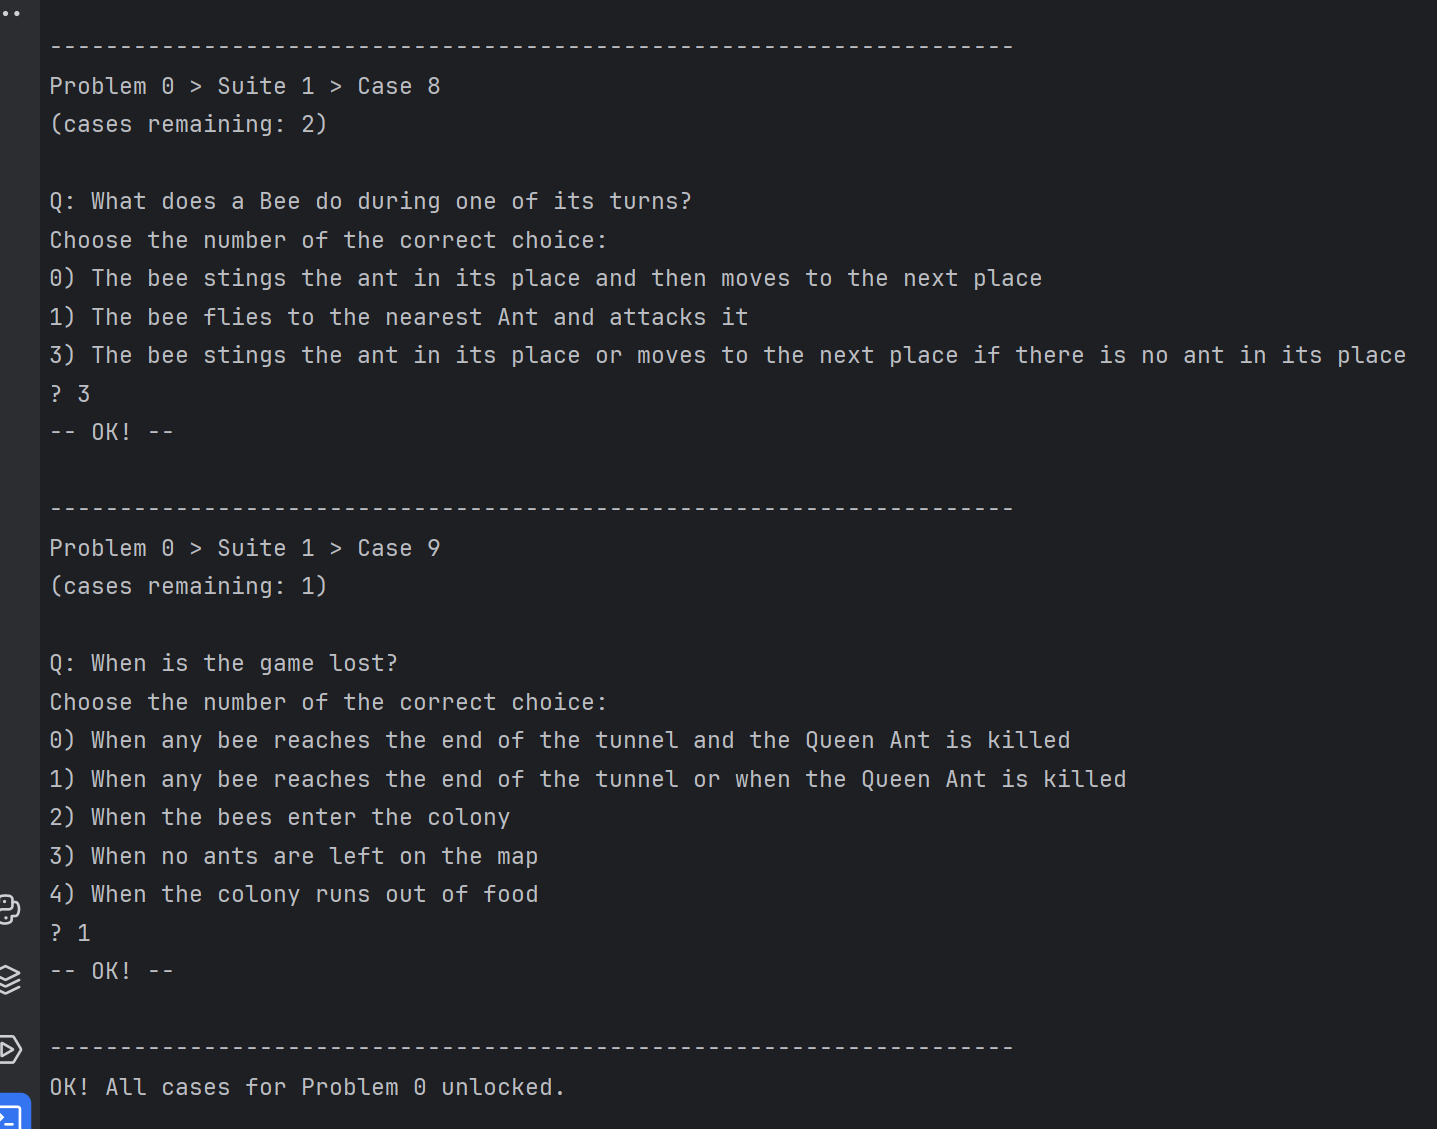 ---------------------------------------------------------------------
Problem 0 > Suite 1 > Case 8
(cases remaining: 2)
Q: What does a Bee do during one of its turns?
Choose the number of the correct choice:
0) The bee stings the ant in its place and then moves to the next place
1) The bee flies to the nearest Ant and attacks it
3) The bee stings the ant in its place or moves to the next place if there is no ant in its place
? 3
-- OK! --
---------------------------------------------------------------------
Problem 0 > Suite 1 > Case 9
(cases remaining: 1)
Q: When is the game lost?
Choose the number of the correct choice:
0) When any bee reaches the end of the tunnel and the Queen Ant is killed
1) When any bee reaches the end of the tunnel or when the Queen Ant is killed
2) When the bees enter the colony
3) When no ants are left on the map
4) When the colony runs out of food
? 1
-- OK! --
---------------------------------------------------------------------
OK! All cases for Problem 0 unlocked.